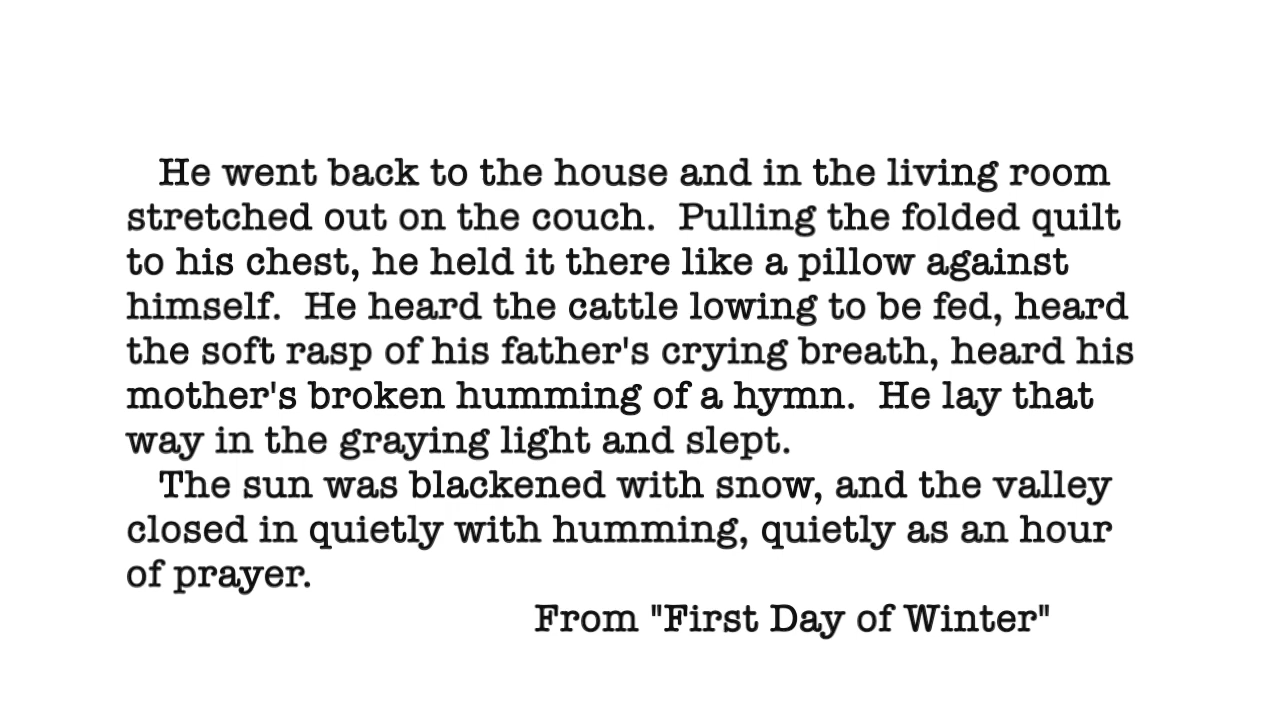 He went back to the house and in the living room
stretched out on the couch.  Pulling the folded quilt
to his chest, he held it there like a pillow against
himself.  He heard the cattle lowing to be fed, heard
the soft rasp of his father's crying breath, heard his
mother's broken humming of a hymn.  He lay that
way in the graying light and slept.
The sun was blackened with snow, and the valley
closed in quietly with humming, quietly as an hour
of prayer.
From "First Day of Winter"